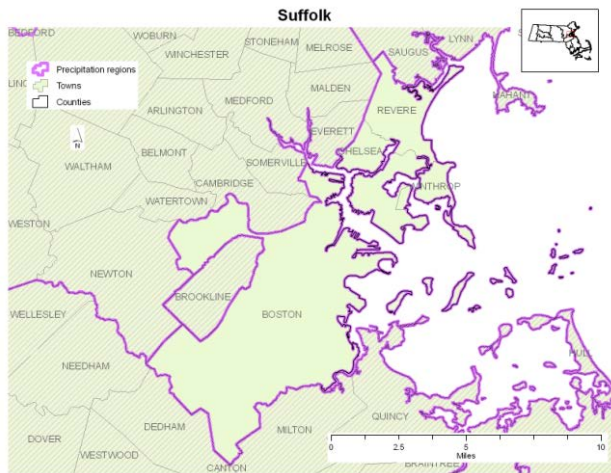 Suffolk
BEDFORD
WOBURN
STONEHAM
LYNN
WINCHESTER
MELROSE
SAUGUS
Precipitation regions
Towns
Counties
MALDEN
NAHANT
ARLINGTON
MEDFORD
REVERE
EVERETT
N
BELMONT
CHELSEA
WALTHAM
SOMERVILLE
WINTHROP
CAMBRIDGE
WATERTOWN
WESTON
NEWTON
BROOKLINE
WELLESLEY
BOSTON
HULL
NEEDHAM
QUINCY
DEDHAM
MILTON
DOVER
WESTWOOD
CANTON
BRAINTREE
0 2.5 5 10
Miles